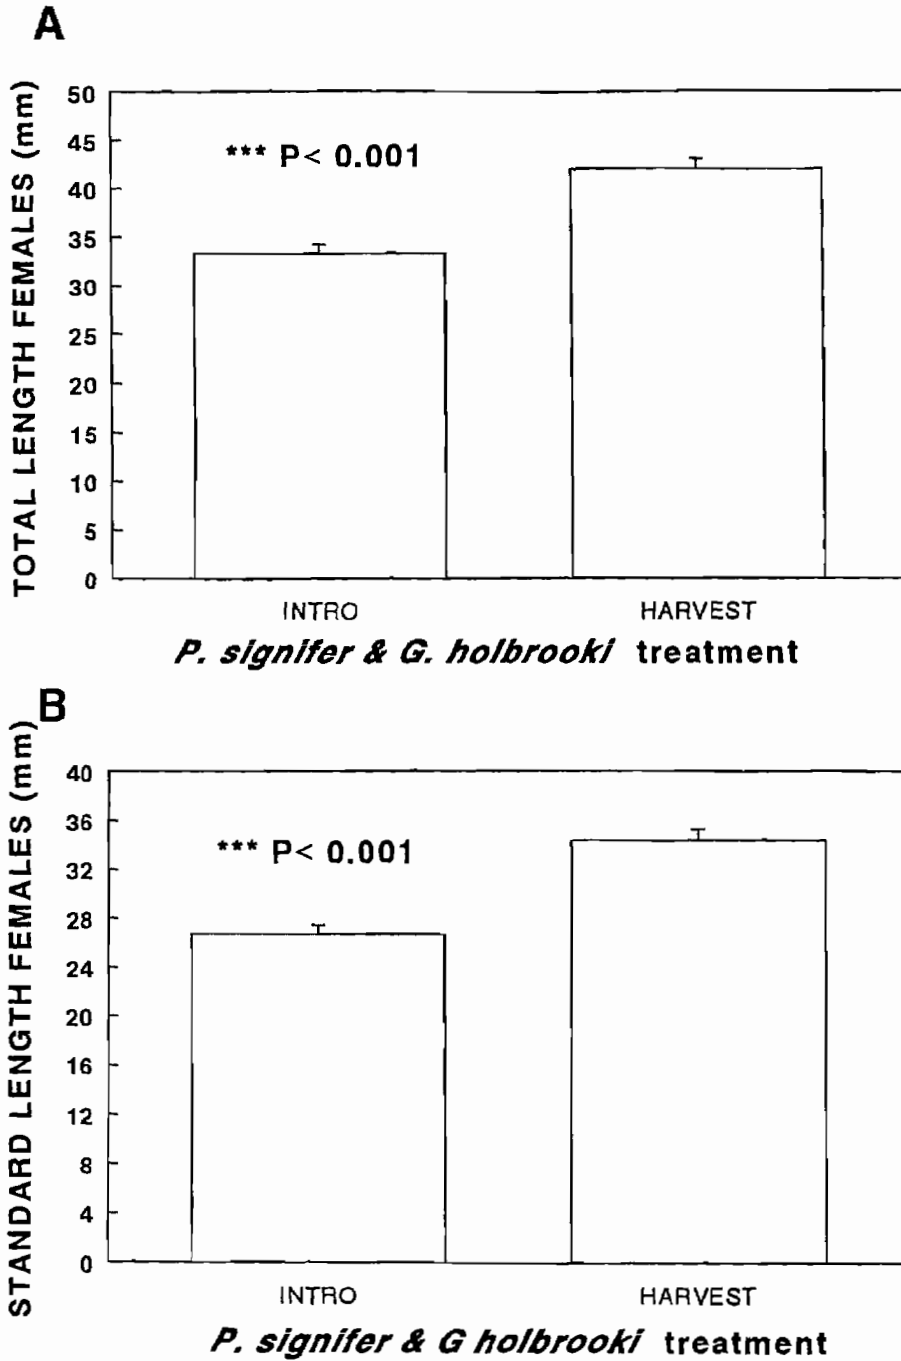 A
TOTAL LENGTH FEMALES (mm)
50
45
40
35
30
25
20
15
10
5
0
*** P< 0.001
INTRO HARVEST
P. signifer & G. holbrooki treatment
B
STANDARD LENGTH FEMALES (mm)
40
36
32
28
24
20
16
12
8
4
0
*** P< 0.001
INTRO HARVEST
P. signifer & G holbrooki treatment